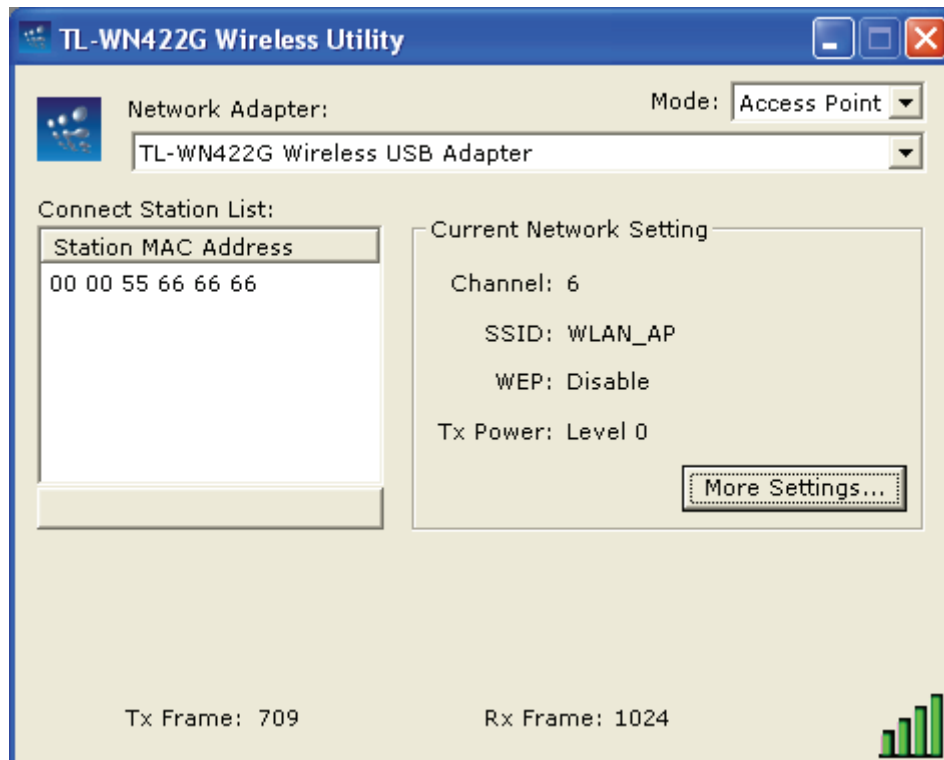 TL-WN422G Wireless Utility
Network Adapter:
Mode: Access Point
TL-WN422G Wireless USB Adapter
Connect Station List:
Station MAC Address
00 00 55 66 66 66
Current Network Setting
Channel: 6
SSID: WLAN_AP
WEP: Disable
Tx Power: Level 0
More Settings...
Tx Frame: 709
Rx Frame: 1024